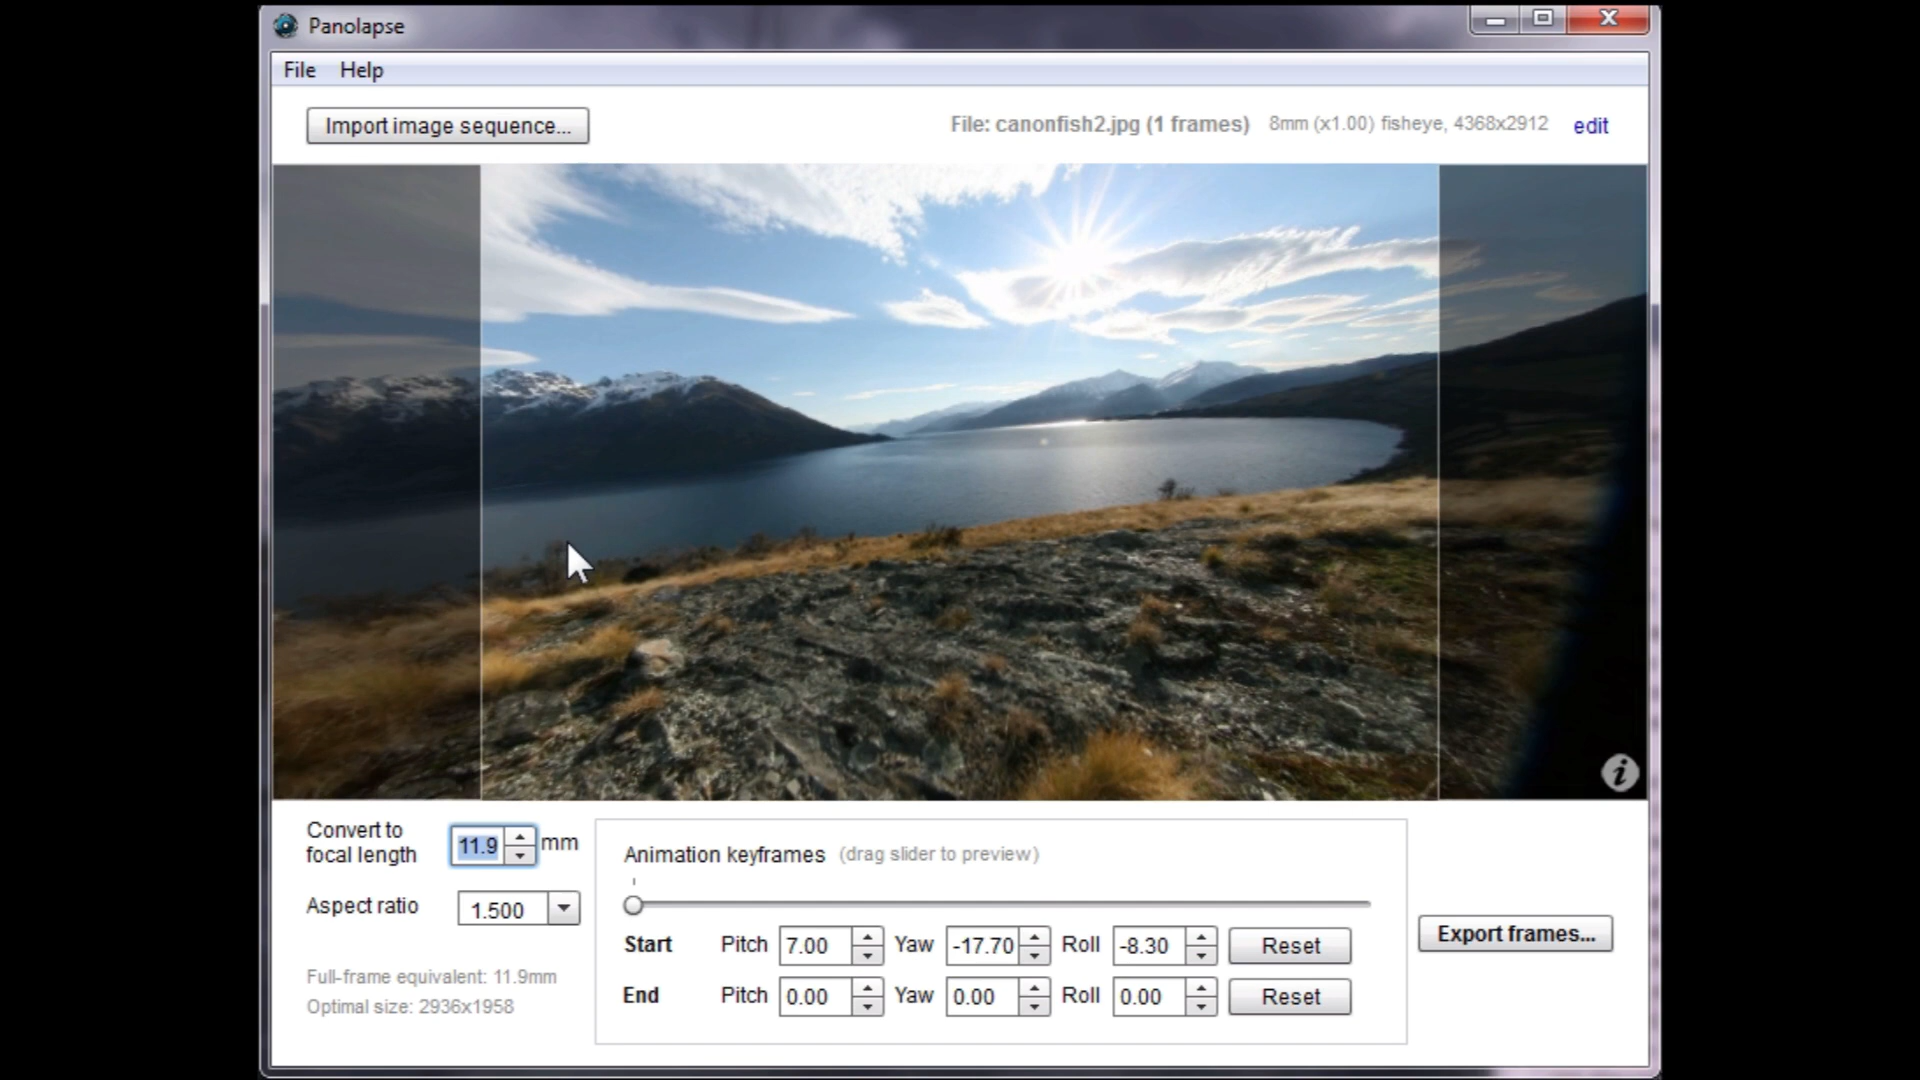 Panolapse
File Help
Import image sequence...
File: canonfish2.jpg (1 frames) 8mm (x1.00) fisheye, 4368x2912 edit
i
Convert to
focal length 11.9 mm
Aspect ratio 1.500
Full-frame equivalent: 11.9mm
Optimal size: 2936x1958
Animation keyframes (drag slider to preview)
Start Pitch 7.00 Yaw -17.70 Roll -8.30 Reset
End Pitch 0.00 Yaw 0.00 Roll 0.00 Reset
Export frames...